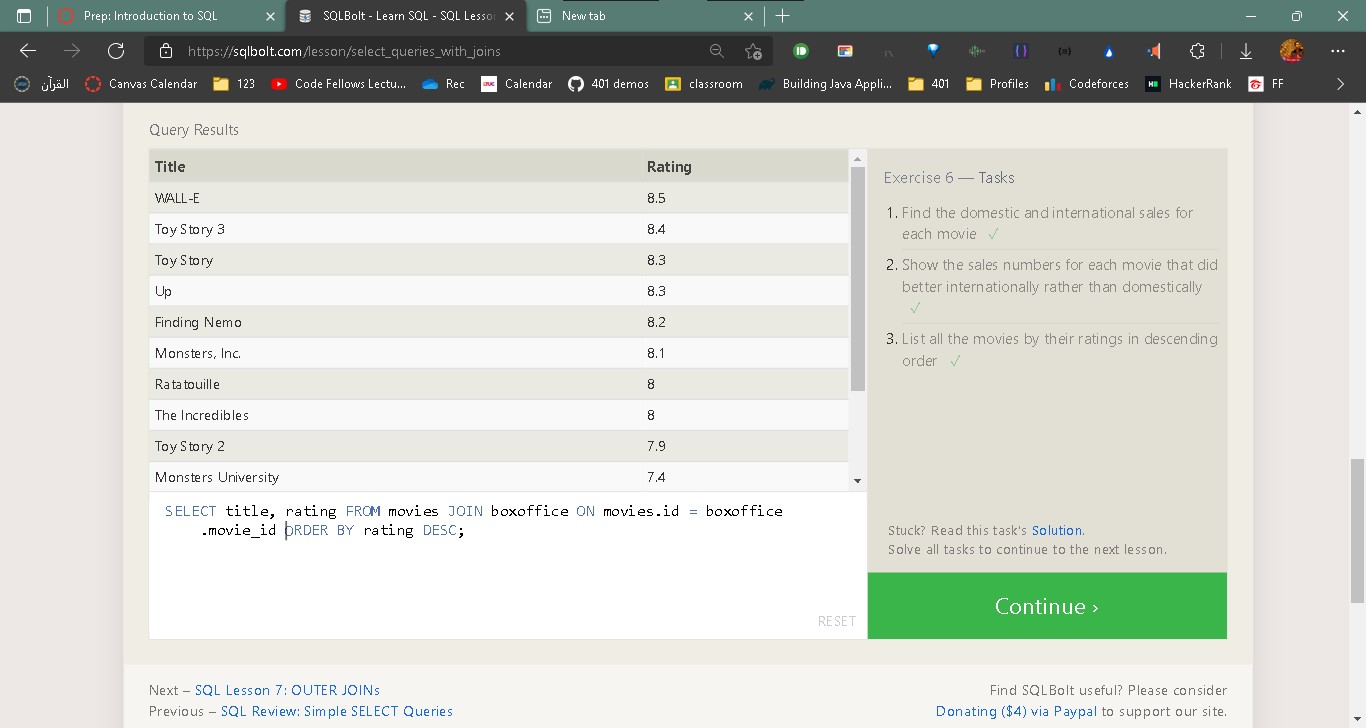 Prep: Introduction to SQL
SQLBolt - Learn SQL - SQL Lesson
New tab
https://sqlbolt.com/lesson/select_queries_with_joins
القرآن
Canvas Calendar
123
Code Fellows Lectu...
Rec
Calendar
401 demos
classroom
Building Java Appli...
401
Profiles
Codeforces
HackerRank
FF
Query Results
Title Rating
WALL-E 8.5
Toy Story 3 8.4
Toy Story 8.3
Up 8.3
Finding Nemo 8.2
Monsters, Inc. 8.1
Ratatouille 8
The Incredibles 8
Toy Story 2 7.9
Monsters University 7.4
SELECT title, rating FROM movies JOIN boxoffice ON movies.id = boxoffice
.movie_id ORDER BY rating DESC;
RESET
Exercise 6 — Tasks
1. Find the domestic and international sales for
each movie ✓
2. Show the sales numbers for each movie that did
better internationally rather than domestically
✓
3. List all the movies by their ratings in descending
order ✓
Stuck? Read this task's Solution.
Solve all tasks to continue to the next lesson.
Continue ›
Next – SQL Lesson 7: OUTER JOINs
Previous – SQL Review: Simple SELECT Queries
Find SQLBolt useful? Please consider
Donating ($4) via Paypal to support our site.